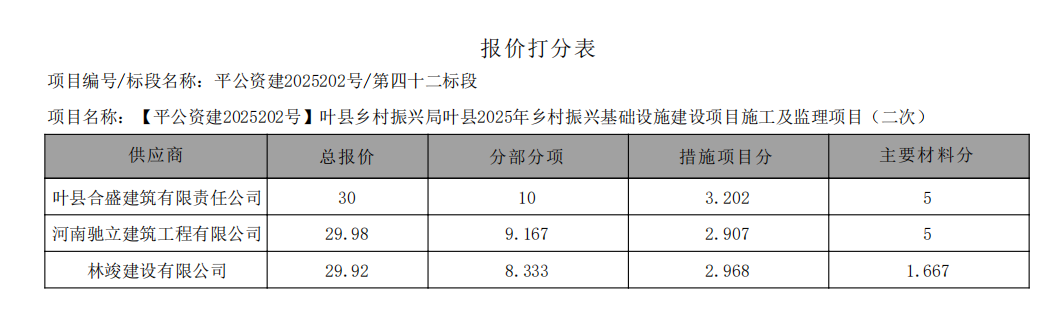 报价打分表
项目编号/标段名称：平公资建2025202号/第四十二标段
项目名称：【平公资建2025202号】叶县乡村振兴局叶县2025年乡村振兴基础设施建设项目施工及监理项目（二次）
供应商 总报价 分部分项 措施项目分 主要材料分
叶县合盛建筑有限责任公司 30 10 3.202 5
河南驰立建筑工程有限公司 29.98 9.167 2.907 5
林竣建设有限公司 29.92 8.333 2.968 1.667